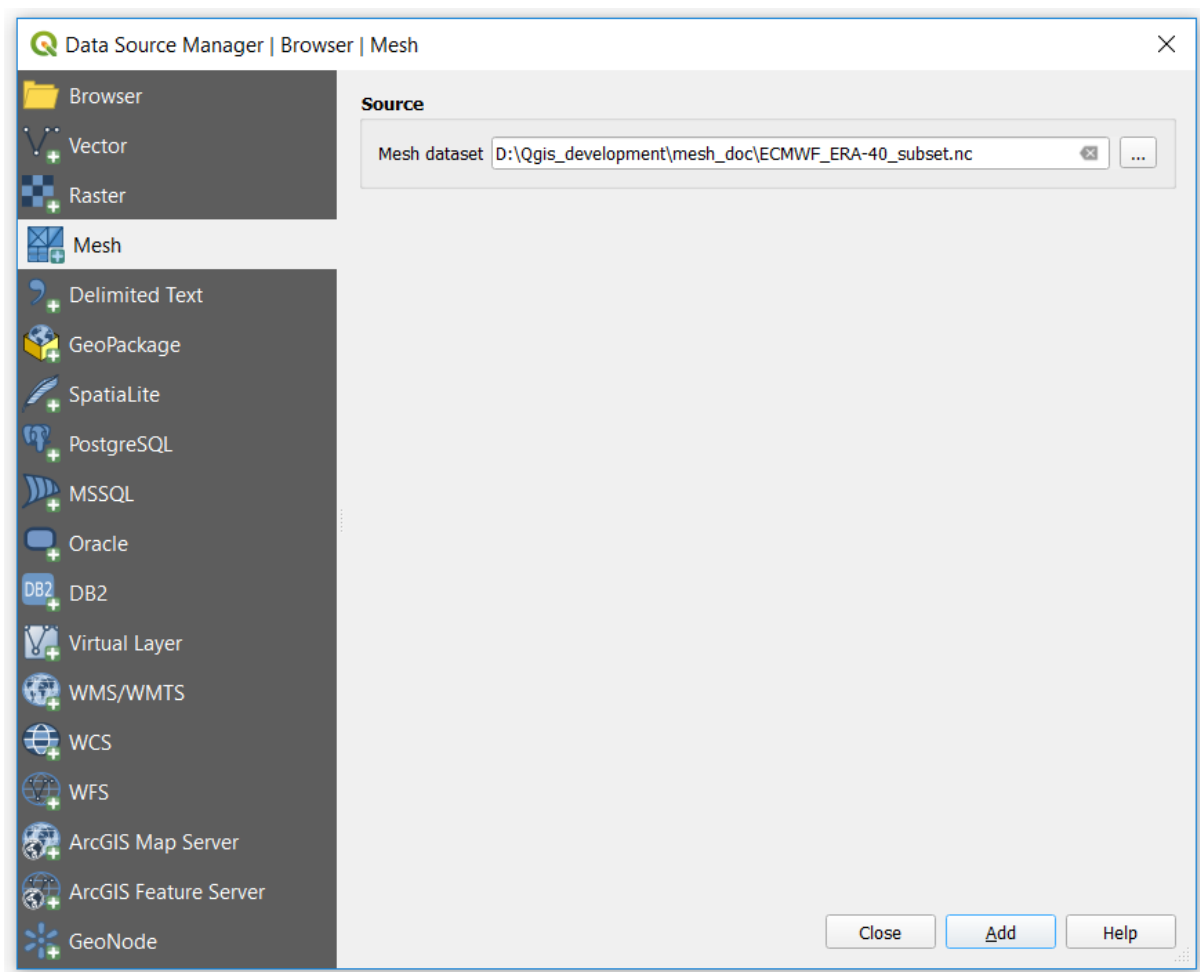 Data Source Manager | Browser | Mesh
Browser
Vector
Raster
Mesh
Delimited Text
GeoPackage
SpatiaLite
PostgreSQL
MSSQL
Oracle
DB2 DB2
Virtual Layer
WMS/WMTS
WCS
WFS
ArcGIS Map Server
ArcGIS Feature Server
GeoNode
Source
Mesh dataset D:\Qgis_development\mesh_doc\ECMWF_ERA-40_subset.nc ...
Close Add Help